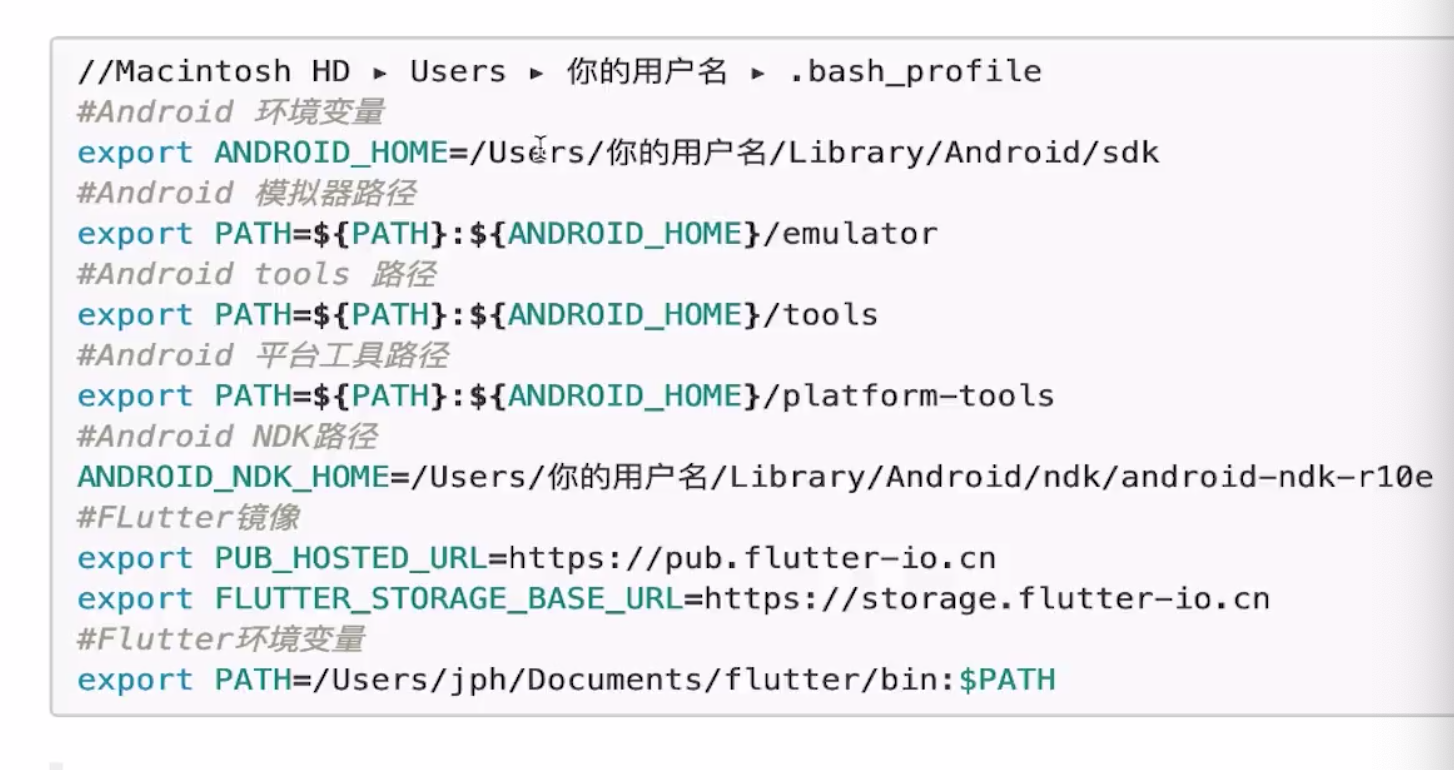 //Macintosh HD ▸ Users ▸ 你的用户名 ▸ .bash_profile
#Android 环境变量
export ANDROID_HOME=/Users/你的用户名/Library/Android/sdk
#Android 模拟器路径
export PATH=${PATH}:${ANDROID_HOME}/emulator
#Android tools 路径
export PATH=${PATH}:${ANDROID_HOME}/tools
#Android 平台工具路径
export PATH=${PATH}:${ANDROID_HOME}/platform-tools
#Android NDK路径
ANDROID_NDK_HOME=/Users/你的用户名/Library/Android/ndk/android-ndk-r10e
#FLutter镜像
export PUB_HOSTED_URL=https://pub.flutter-io.cn
export FLUTTER_STORAGE_BASE_URL=https://storage.flutter-io.cn
#Flutter环境变量
export PATH=/Users/jph/Documents/flutter/bin:$PATH